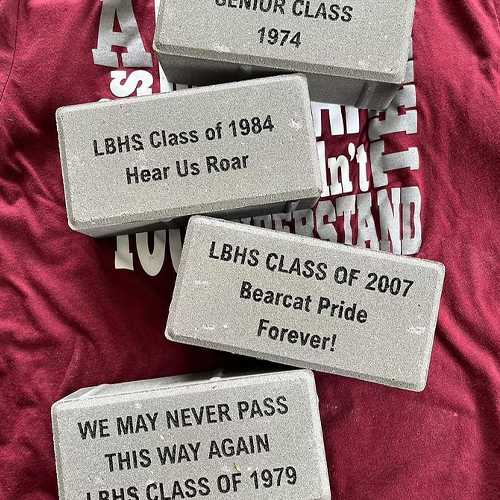 SENIOR CLASS
1974
LBHS Class of 1984
Hear Us Roar
LBHS CLASS OF 2007
Bearcat Pride
Forever!
WE MAY NEVER PASS
THIS WAY AGAIN
LBHS CLASS OF 1979
A
n't
UNDERSTAND